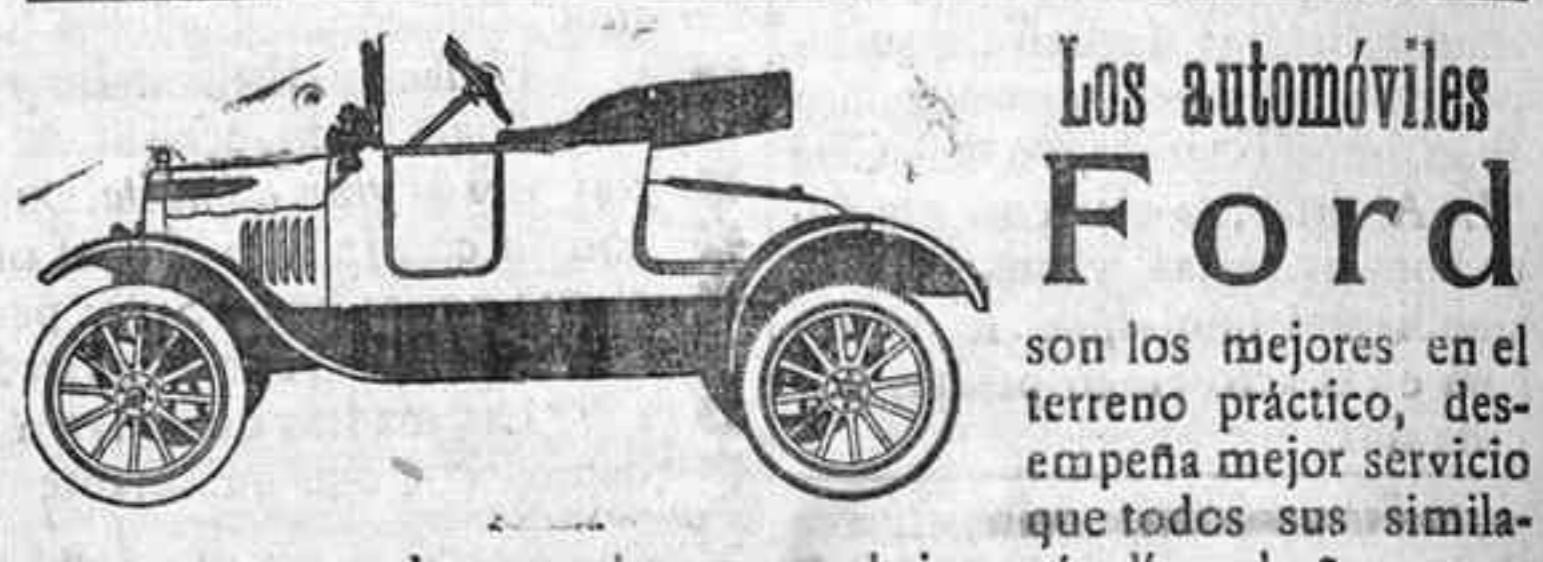 Los automóviles
Ford
son los mejores en el
terreno práctico, des-
empeña mejor servicio
que todos sus simila-